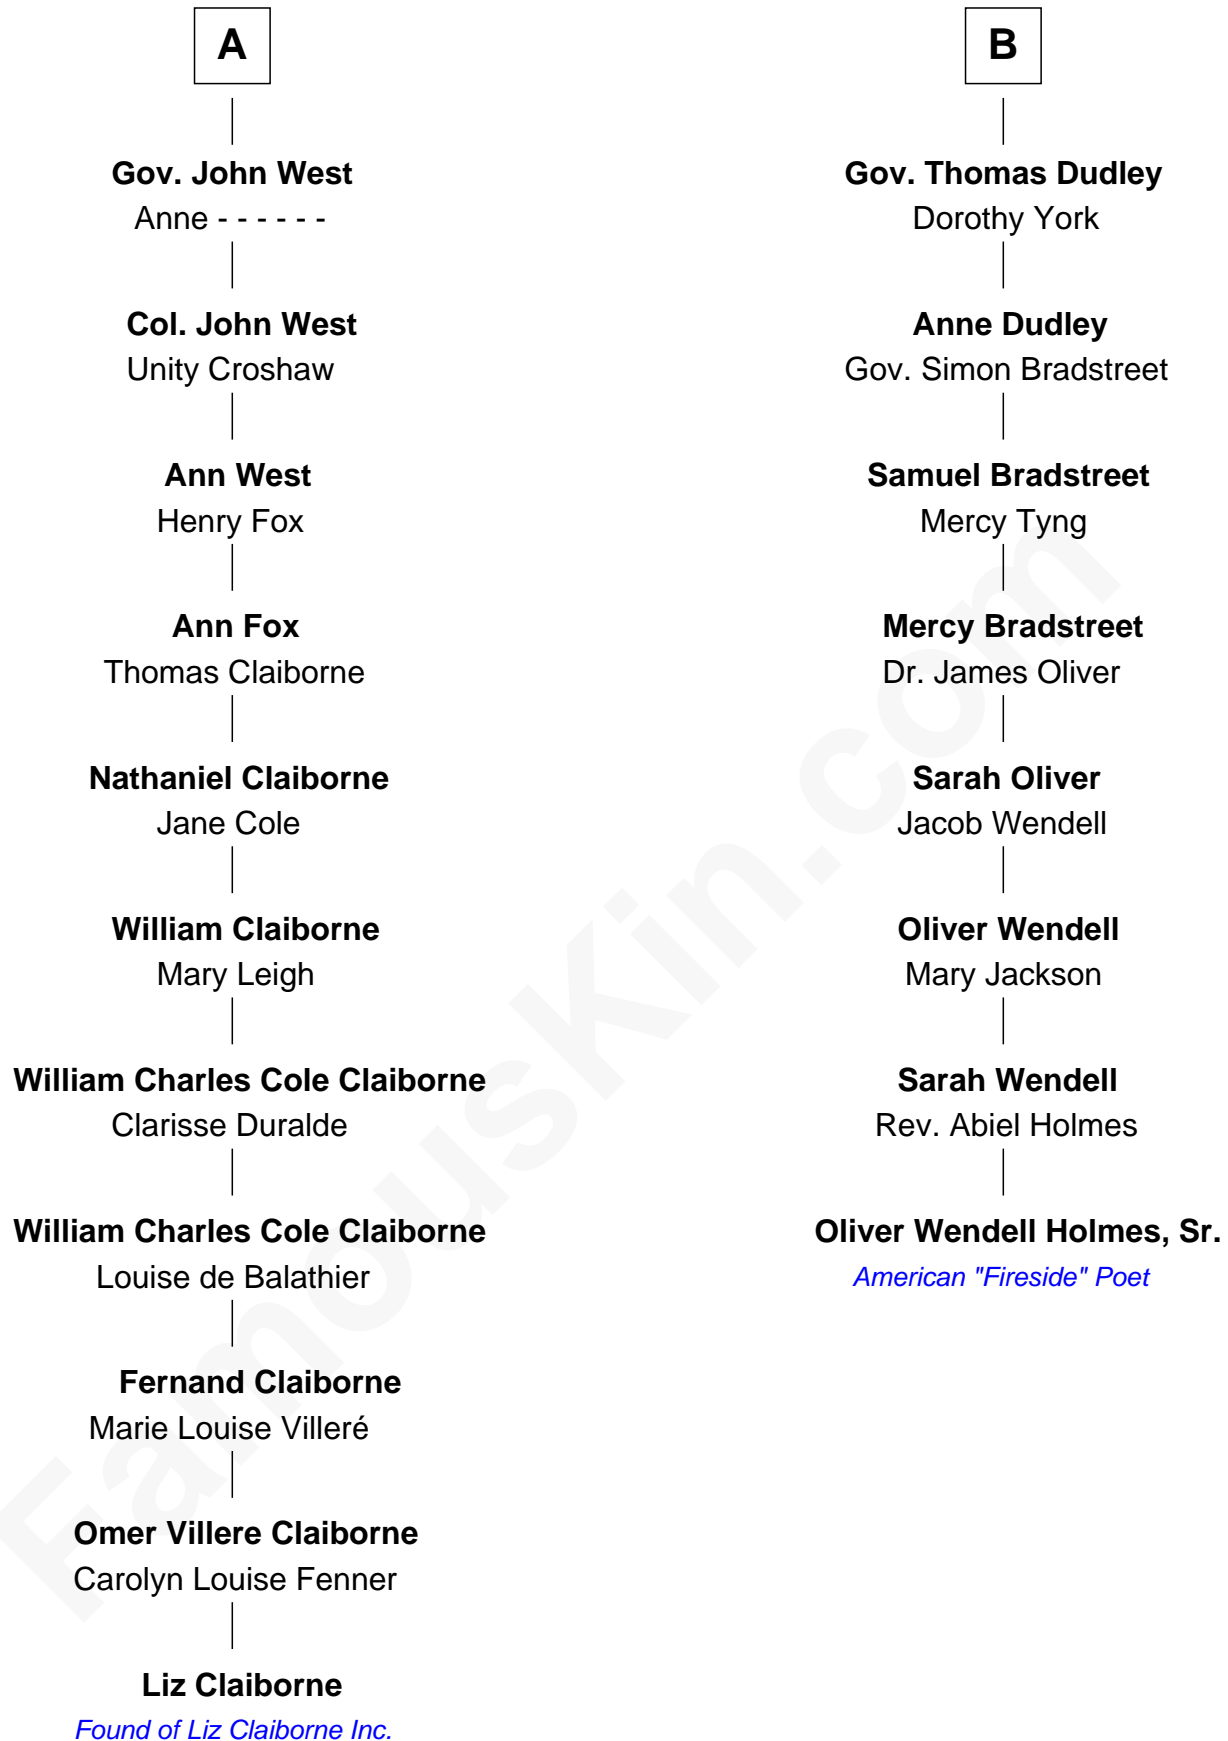 A
Gov. John West
Anne - - - - - -
Col. John West
Unity Croshaw
Ann West
Henry Fox
Ann Fox
Thomas Claiborne
Nathaniel Claiborne
Jane Cole
William Claiborne
Mary Leigh
William Charles Cole Claiborne
Clarisse Duralde
William Charles Cole Claiborne
Louise de Balathier
Fernand Claiborne
Marie Louise Villeré
Omer Villere Claiborne
Carolyn Louise Fenner
Liz Claiborne
Found of Liz Claiborne Inc.
B
Gov. Thomas Dudley
Dorothy York
Anne Dudley
Gov. Simon Bradstreet
Samuel Bradstreet
Mercy Tyng
Mercy Bradstreet
Dr. James Oliver
Sarah Oliver
Jacob Wendell
Oliver Wendell
Mary Jackson
Sarah Wendell
Rev. Abiel Holmes
Oliver Wendell Holmes, Sr.
American "Fireside" Poet
FamousKin.com